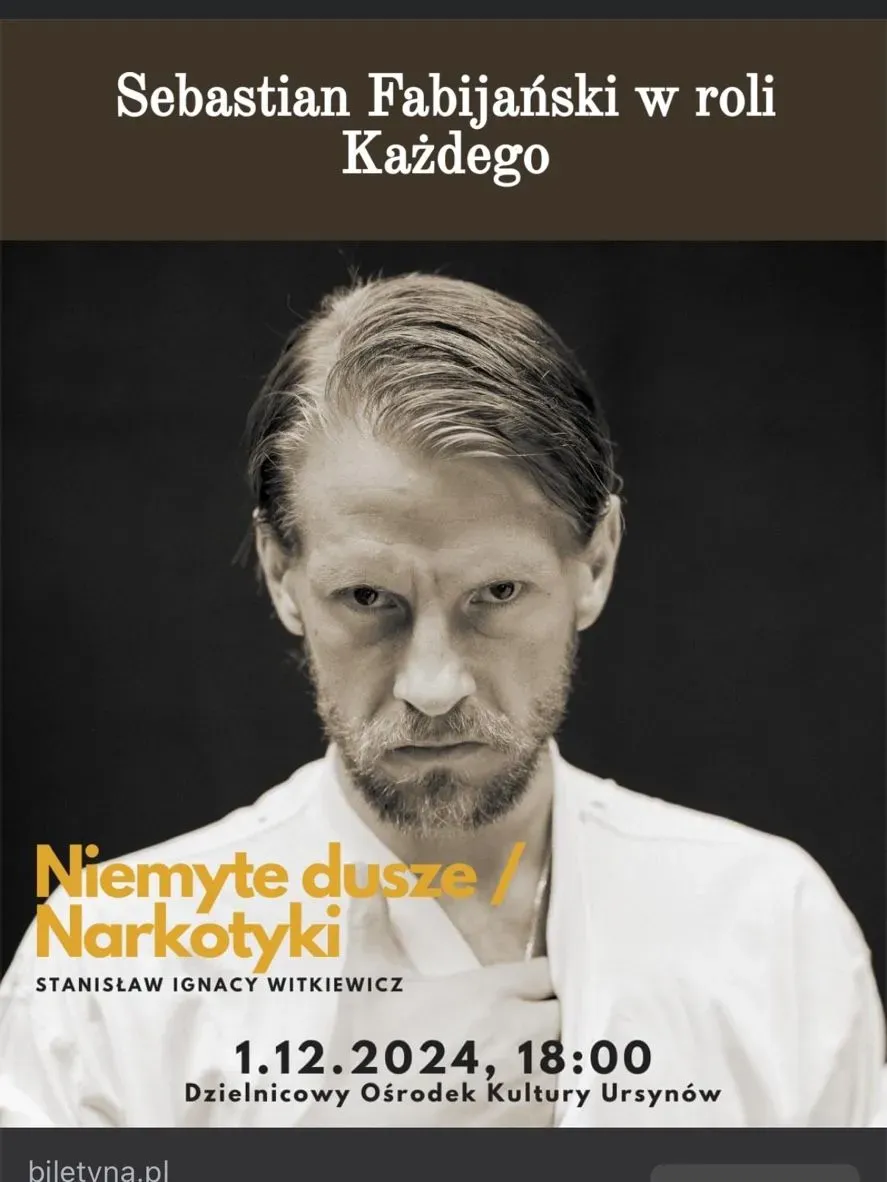 Sebastian Fabijański w roli
Każdego
Niemyte dusze /
Narkotyki
STANISŁAW IGNACY WITKIEWICZ
1.12.2024, 18:00
Dzielnicowy Ośrodek Kultury Ursynów
biletyna.pl